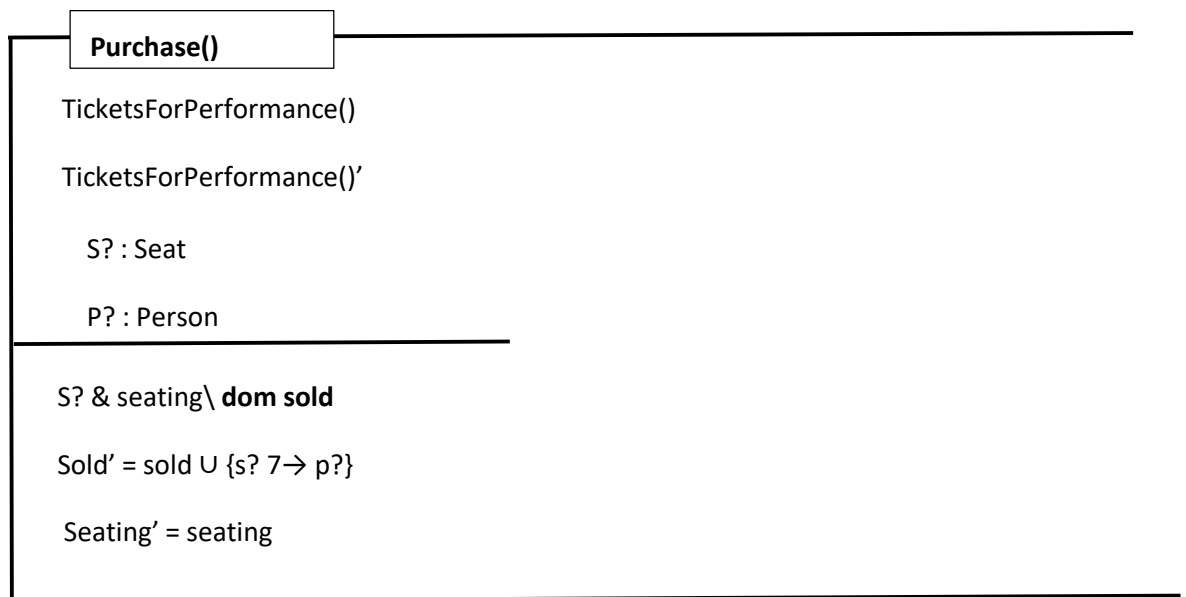 Purchase()
TicketsForPerformance()
TicketsForPerformance()’
S? : Seat
P? : Person
S? & seating\ dom sold
Sold’ = sold ∪ {s? 7→ p?}
Seating’ = seating